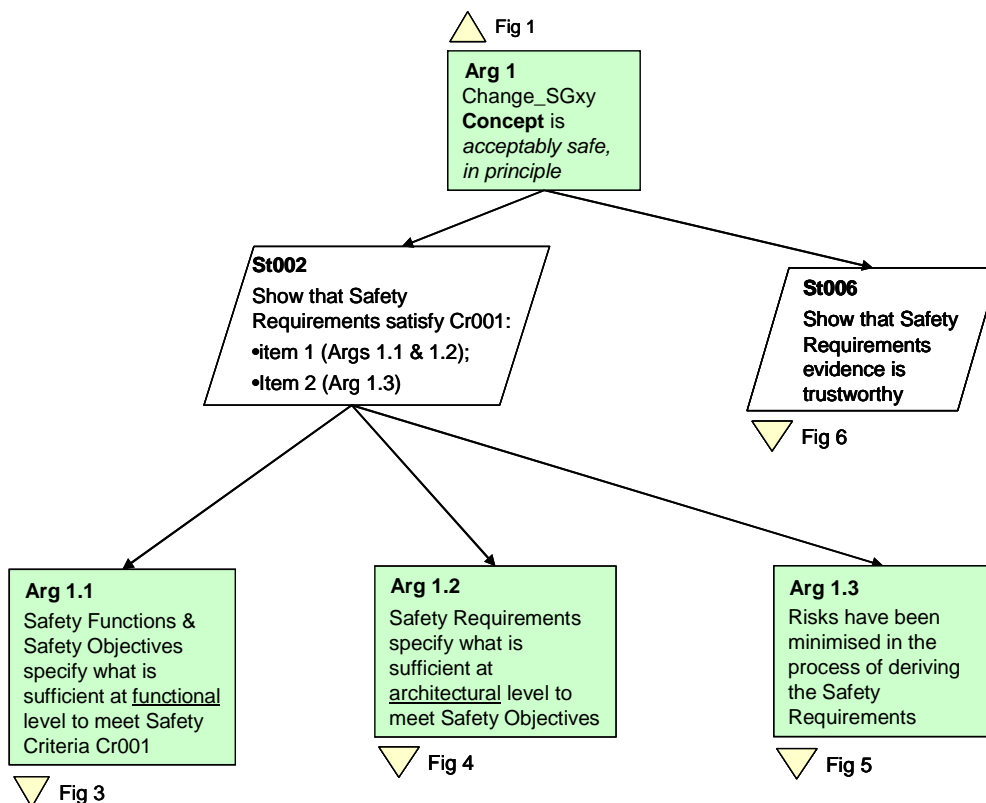 Fig 1
Arg 1
Change_SGxy
Concept is
acceptably safe,
in principle
St002
Show that Safety
Requirements satisfy Cr001:
•item 1 (Args 1.1 & 1.2);
•Item 2 (Arg 1.3)
St006
Show that Safety
Requirements
evidence is
trustworthy
Fig 6
Arg 1.1
Safety Functions &
Safety Objectives
specify what is
sufficient at functional
level to meet Safety
Criteria Cr001
Fig 3
Arg 1.2
Safety Requirements
specify what is
sufficient at
architectural level to
meet Safety Objectives
Fig 4
Arg 1.3
Risks have been
minimised in the
process of deriving
the Safety
Requirements
Fig 5